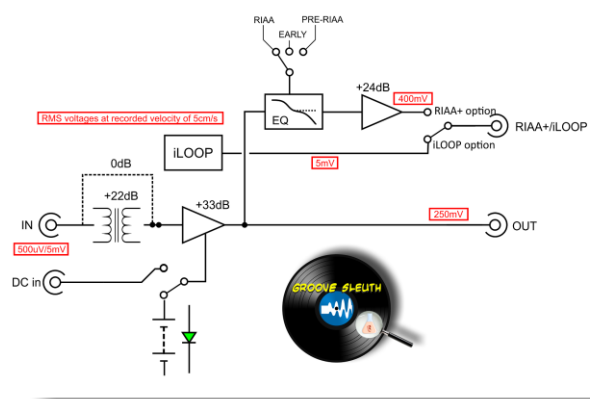 RIAA
PRE-RIAA
EARLY
+24dB
400mV
RIAA+ option
RIAA+/iLOOP
EQ
RMS voltages at recorded velocity of 5cm/s
iLOOP
iLOOP option
5mV
0dB
+22dB
+33dB
IN
250mV
OUT
500uV/5mV
DC in
GROOVE SLEUTH